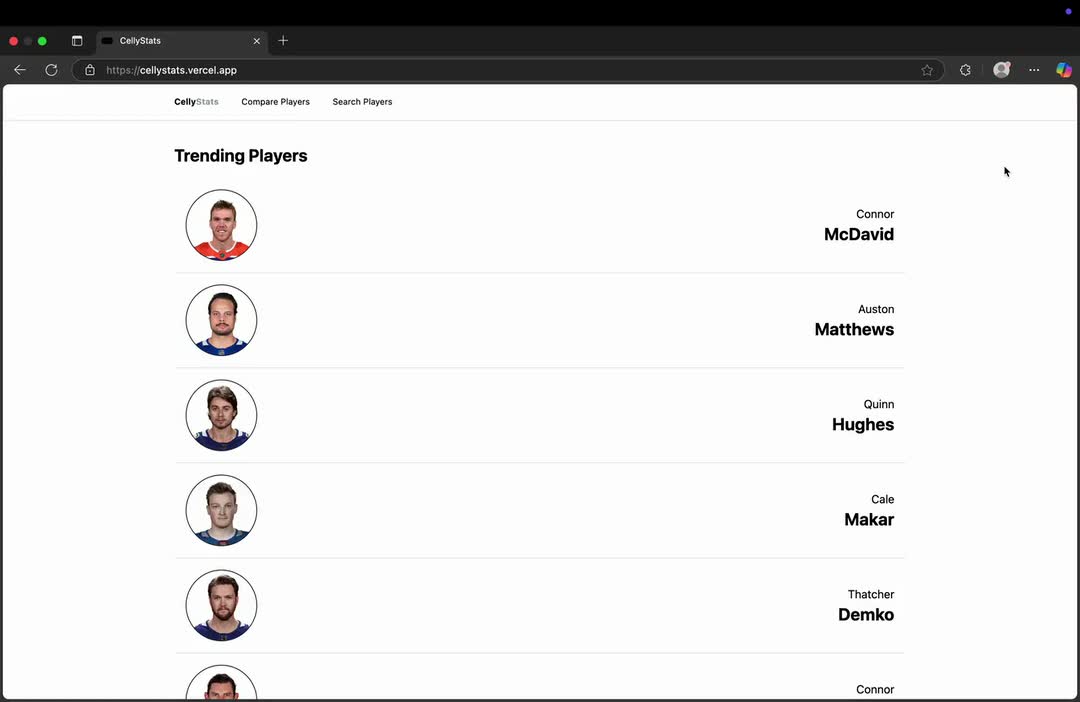 CellyStats
https://cellystats.vercel.app
CellyStats Compare Players Search Players
Trending Players
Connor
McDavid
Auston
Matthews
Quinn
Hughes
Cale
Makar
Thatcher
Demko
Connor